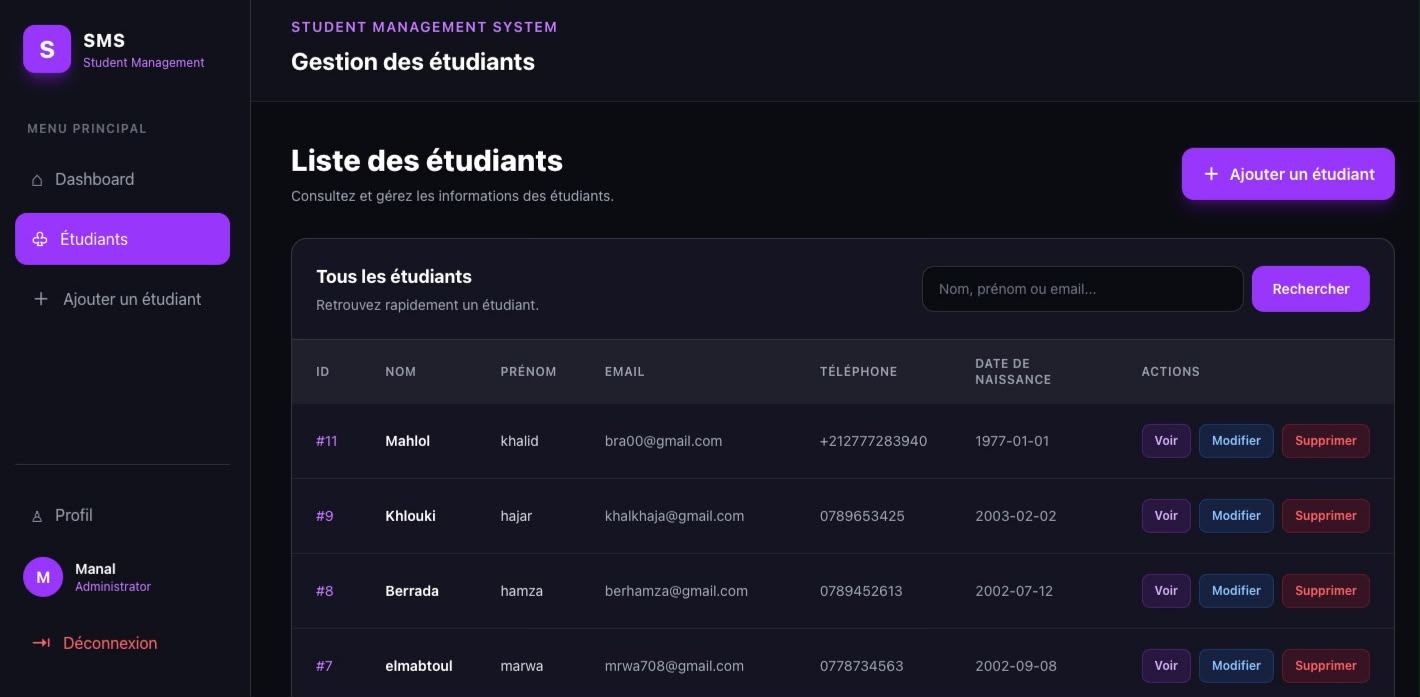 S
SMS
Student Management
MENU PRINCIPAL
Dashboard
Étudiants
+ Ajouter un étudiant
Profil
M
Manal
Administrator
Déconnexion
STUDENT MANAGEMENT SYSTEM
Gestion des étudiants
Liste des étudiants
Consultez et gérez les informations des étudiants.
+ Ajouter un étudiant
Tous les étudiants
Retrouvez rapidement un étudiant.
Nom, prénom ou email...
Rechercher
ID NOM PRÉNOM EMAIL TÉLÉPHONE DATE DE NAISSANCE ACTIONS
#11 Mahlol khalid bra00@gmail.com +212777283940 1977-01-01 Voir Modifier Supprimer
#9 Khlouki hajar khalkhaja@gmail.com 0789653425 2003-02-02 Voir Modifier Supprimer
#8 Berrada hamza berhamza@gmail.com 0789452613 2002-07-12 Voir Modifier Supprimer
#7 elmabtoul marwa mrwa708@gmail.com 0778734563 2002-09-08 Voir Modifier Supprimer